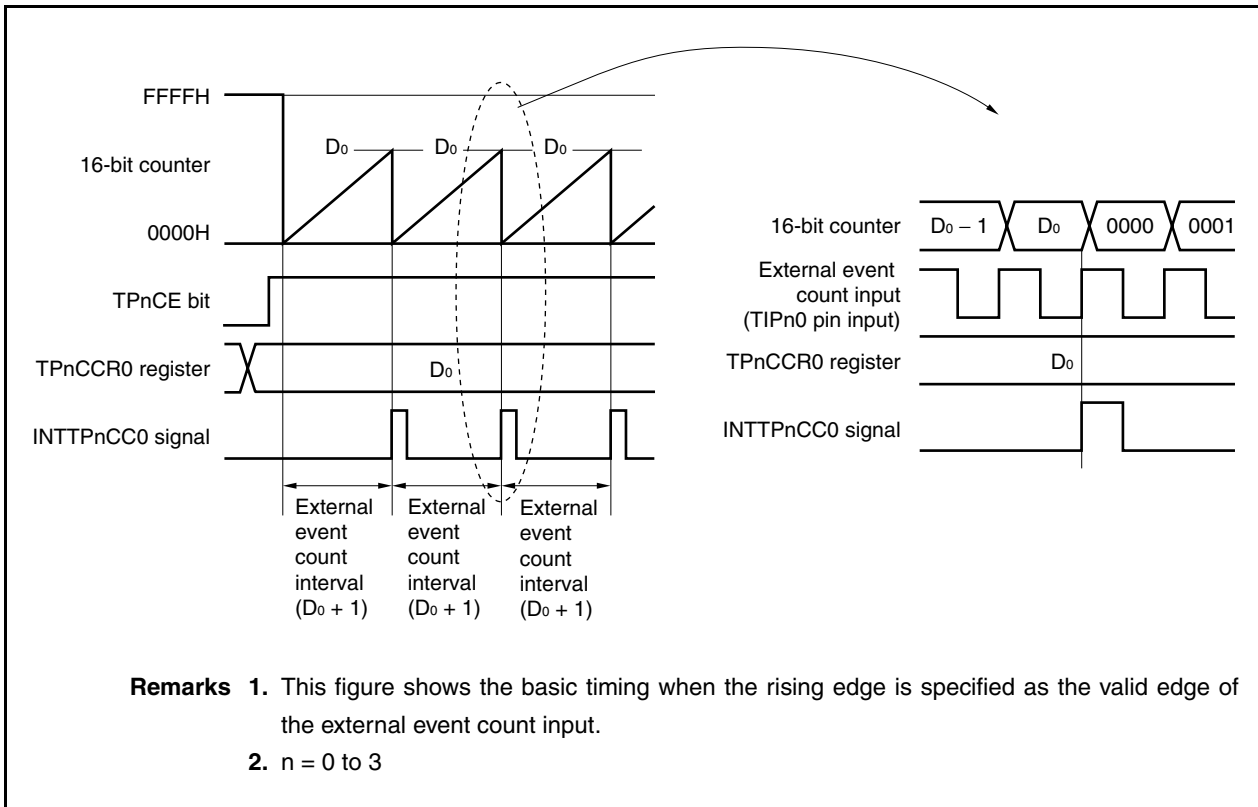 FFFFH
16-bit counter
0000H
D₀ D₀ D₀
TPnCE bit
TPnCCR0 register
D₀
INTTPnCC0 signal
External
event
count
interval
(D₀ + 1)
External
event
count
interval
(D₀ + 1)
External
event
count
interval
(D₀ + 1)
16-bit counter
D₀ − 1 D₀ 0000 0001
External event
count input
(TIPn0 pin input)
TPnCCR0 register
D₀
INTTPnCC0 signal
Remarks 1. This figure shows the basic timing when the rising edge is specified as the valid edge of
the external event count input.
2. n = 0 to 3